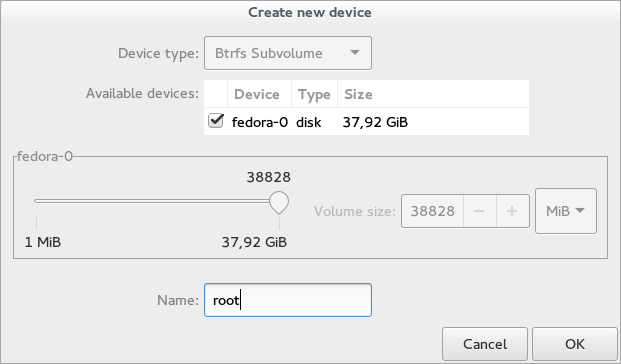 Create new device
Device type: Btrfs Subvolume
Available devices: Device Type Size
fedora-0 disk 37,92 GiB
fedora-0
38828
Volume size: 38828 − + MiB
1 MiB 37,92 GiB
Name: root
Cancel OK